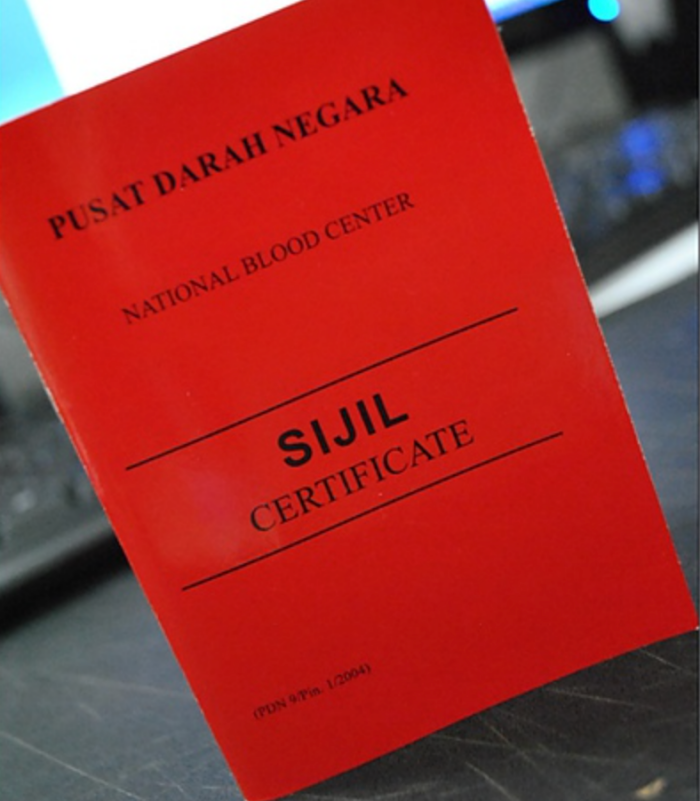 PUSAT DARAH NEGARA
NATIONAL BLOOD CENTER
SIJIL
CERTIFICATE
(PDN 9/Pin. 1/2004)